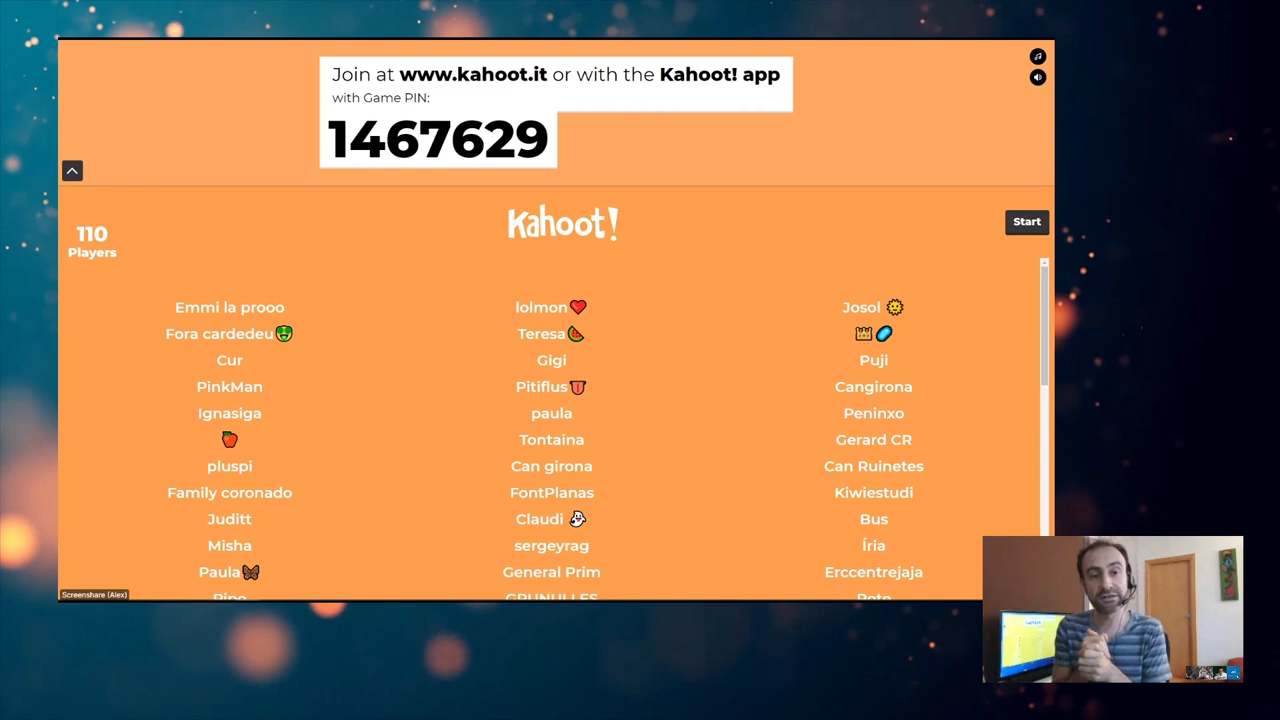 Join at www.kahoot.it or with the Kahoot! app
with Game PIN:
1467629
110
Players
Kahoot!
Start
Emmi la prooo
lolmon❤️
Josol 🌞
Fora cardedeu🤑
Teresa🍉
Cur
Gigi
Puji
PinkMan
Pitiflus👅
Cangirona
Ignasiga
paula
Peninxo
Tontaina
Gerard CR
pluspi
Can girona
Can Ruinetes
Family coronado
FontPlanas
Kiwiestudi
Juditt
Claudi 👻
Bus
Misha
sergeyrag
Íria
Paula🦋
General Prim
Erccentrejaja
Screenshare (Alex)